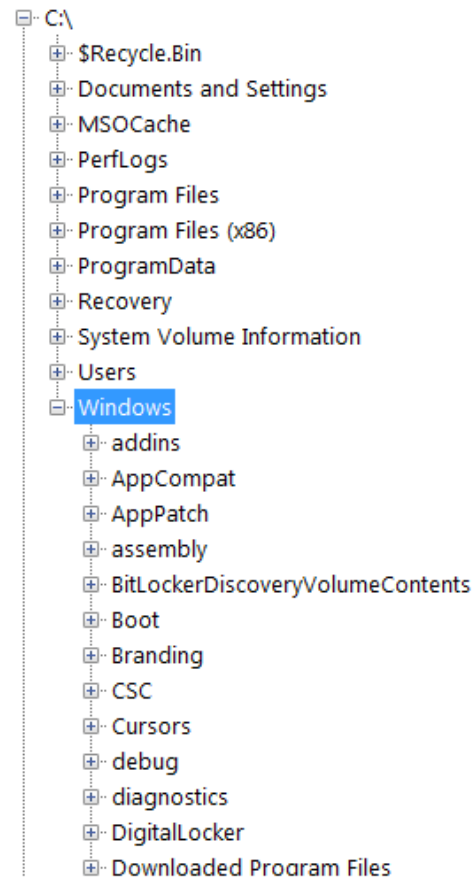 C:\
$Recycle.Bin
Documents and Settings
MSOCache
PerfLogs
Program Files
Program Files (x86)
ProgramData
Recovery
System Volume Information
Users
Windows
addins
AppCompat
AppPatch
assembly
BitLockerDiscoveryVolumeContents
Boot
Branding
CSC
Cursors
debug
diagnostics
DigitalLocker
Downloaded Program Files